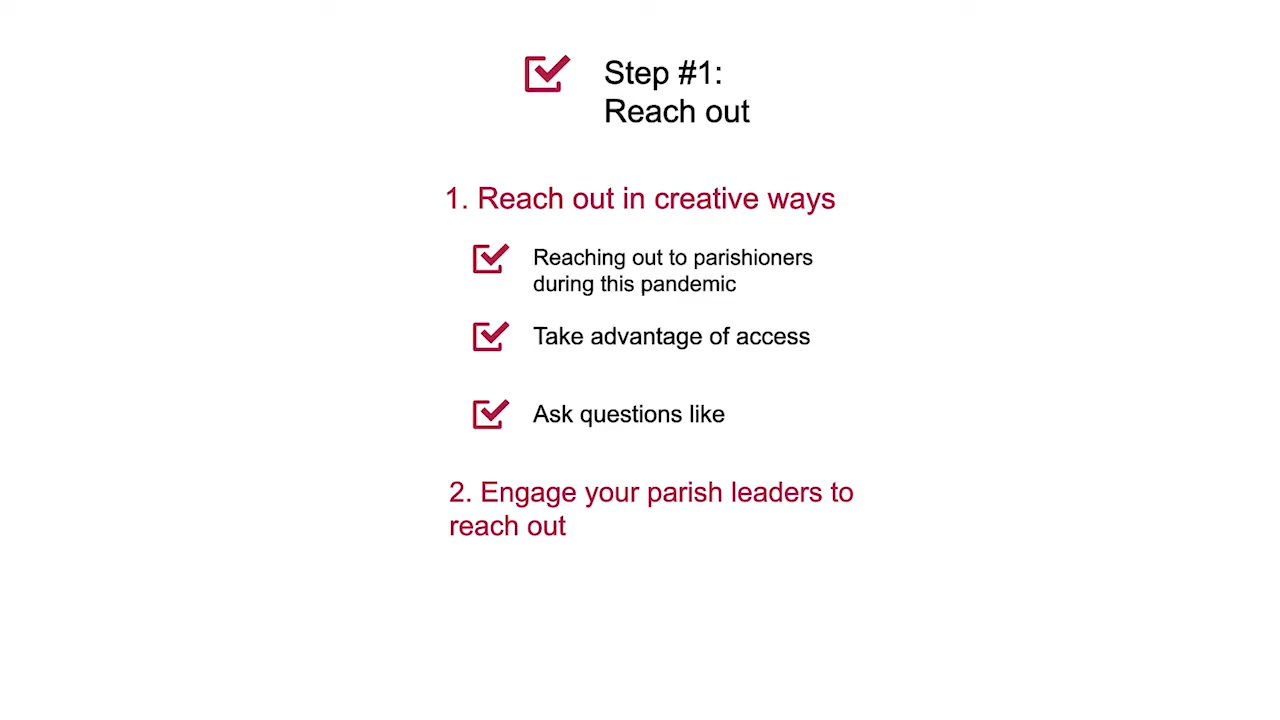 Step #1:
Reach out
1. Reach out in creative ways
Reaching out to parishioners
during this pandemic
Take advantage of access
Ask questions like
2. Engage your parish leaders to
reach out